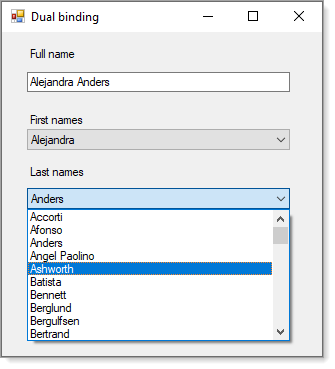 Dual binding
Full name
Alejandra Anders
First names
Alejandra
Last names
Anders
Accorti
Afonso
Anders
Angel Paolino
Ashworth
Batista
Bennett
Berglund
Bergulfsen
Bertrand